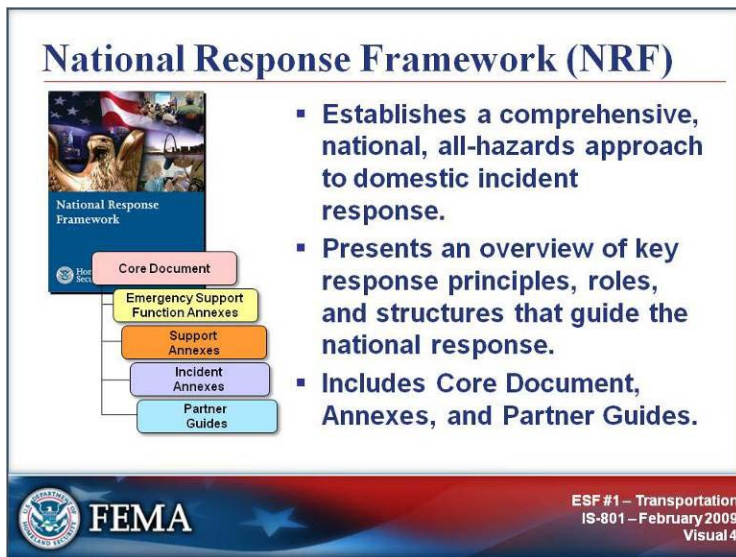 National Response Framework (NRF)
National Response
Framework
Core Document
Emergency Support
Function Annexes
Support
Annexes
Incident
Annexes
Partner
Guides
▪ Establishes a comprehensive,
national, all-hazards approach
to domestic incident
response.
▪ Presents an overview of key
response principles, roles,
and structures that guide the
national response.
▪ Includes Core Document,
Annexes, and Partner Guides.
FEMA
ESF #1 – Transportation
IS-801 – February 2009
Visual 4